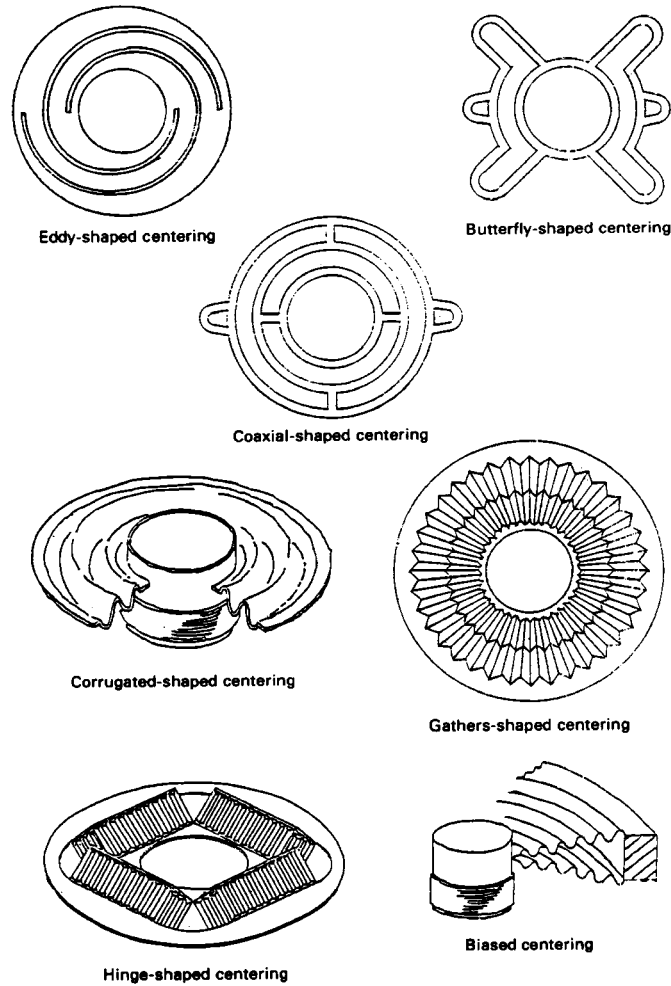 Eddy-shaped centering
Butterfly-shaped centering
Coaxial-shaped centering
Corrugated-shaped centering
Gathers-shaped centering
Hinge-shaped centering
Biased centering